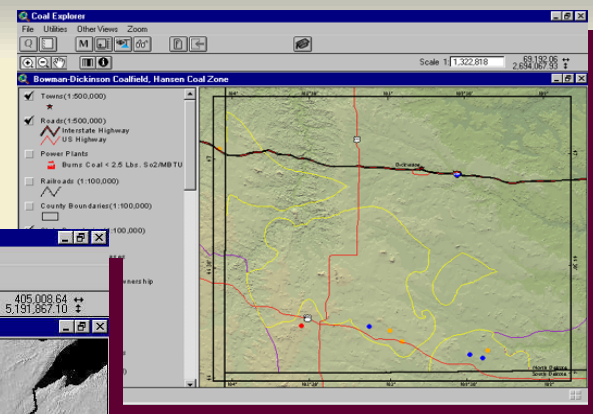 Coal Explorer
File Utilities Other Views Zoom
Q M
Scale 1: 1,322,818
69,192.06
2,694,067.93
Bowman-Dickinson Coalfield, Hansen Coal Zone
Towns(1:500,000)
Roads(1:500,000)
Interstate Highway
US Highway
Power Plants
Burns Coal < 2.5 Lbs. So2/MBTU
Railroads (1:100,000)
County Boundaries(1:100,000)
:100,000)
nership
405,008.64
5,191,867.10
North Dakota
South Dakota